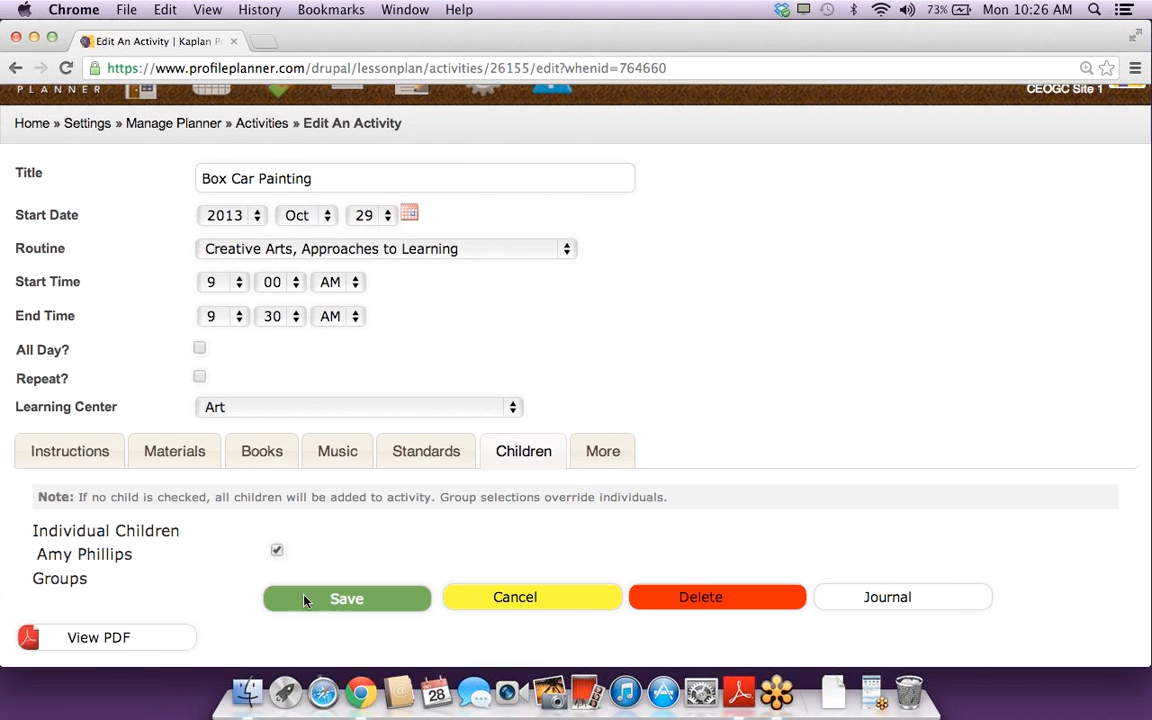 Chrome File Edit View History Bookmarks Window Help 73% Mon 10:26 AM
Edit An Activity | Kaplan P
https://www.profileplanner.com/drupal/lessonplan/activities/26155/edit?whenid=764660
PLANNER CEOGC Site 1
Home » Settings » Manage Planner » Activities » Edit An Activity
Title Box Car Painting
Start Date 2013 Oct 29
Routine Creative Arts, Approaches to Learning
Start Time 9 00 AM
End Time 9 30 AM
All Day?
Repeat?
Learning Center Art
Instructions Materials Books Music Standards Children More
Note: If no child is checked, all children will be added to activity. Group selections override individuals.
Individual Children
Amy Phillips
Groups
Save Cancel Delete Journal
View PDF
28